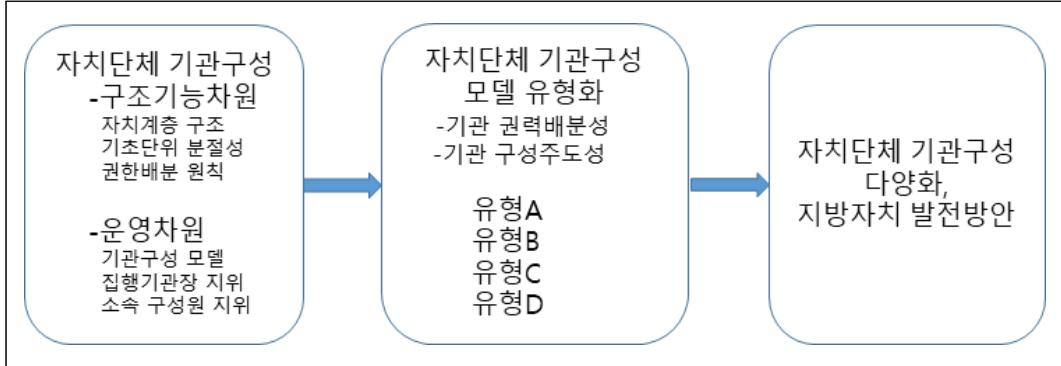 자치단체 기관구성
-구조기능차원
자치계층 구조
기초단위 분절성
권한배분 원칙
-운영차원
기관구성 모델
집행기관장 지위
소속 구성원 지위
자치단체 기관구성
모델 유형화
-기관 권력배분성
-기관 구성주도성
유형A
유형B
유형C
유형D
자치단체 기관구성
다양화,
지방자치 발전방안